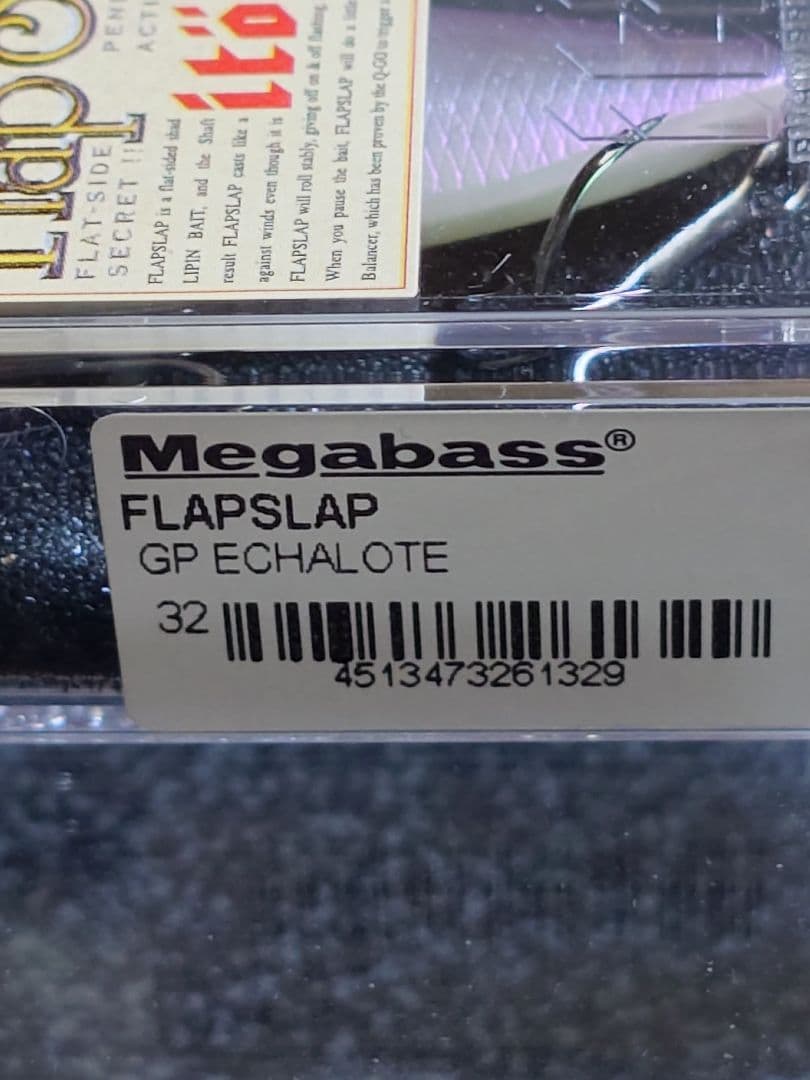 FLAT-SIDE
SECRET !!
FLAPSLAP is a flat-sided shad
LIPIN BAIT, and the Shaft
result FLAPSLAP casts like a
against winds even though it is
FLAPSLAP will roll stably, giving off on & off flashing.
When you pause the bait, FLAPSLAP will do a little
Balancer, which has been proven by the Q-GO to trigger
Megabass®
FLAPSLAP
GP ECHALOTE
32
4513473261329